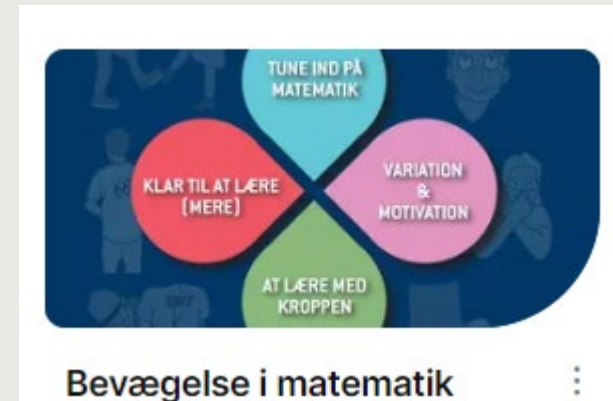 TUNE IND PÅ
MATEMATIK
KLAR TIL AT LÆRE
(MERE)
VARIATION
&
MOTIVATION
AT LÆRE MED
KROPPEN
Bevægelse i matematik